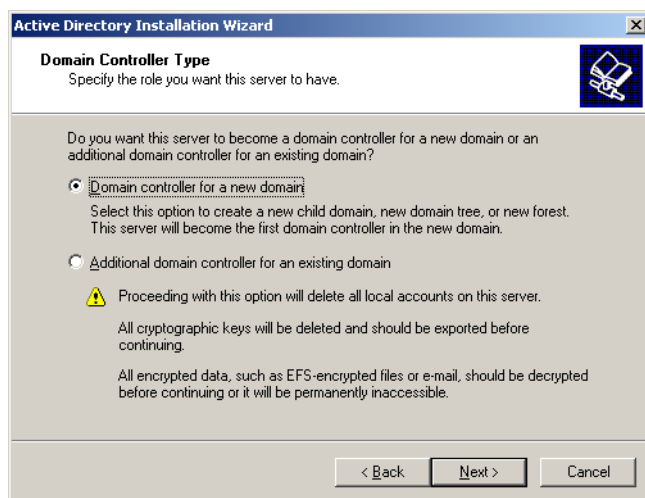 Active Directory Installation Wizard
Domain Controller Type
Specify the role you want this server to have.
Do you want this server to become a domain controller for a new domain or an
additional domain controller for an existing domain?
Domain controller for a new domain
Select this option to create a new child domain, new domain tree, or new forest.
This server will become the first domain controller in the new domain.
Additional domain controller for an existing domain
Proceeding with this option will delete all local accounts on this server.
All cryptographic keys will be deleted and should be exported before
continuing.
All encrypted data, such as EFS-encrypted files or e-mail, should be decrypted
before continuing or it will be permanently inaccessible.
< Back Next > Cancel